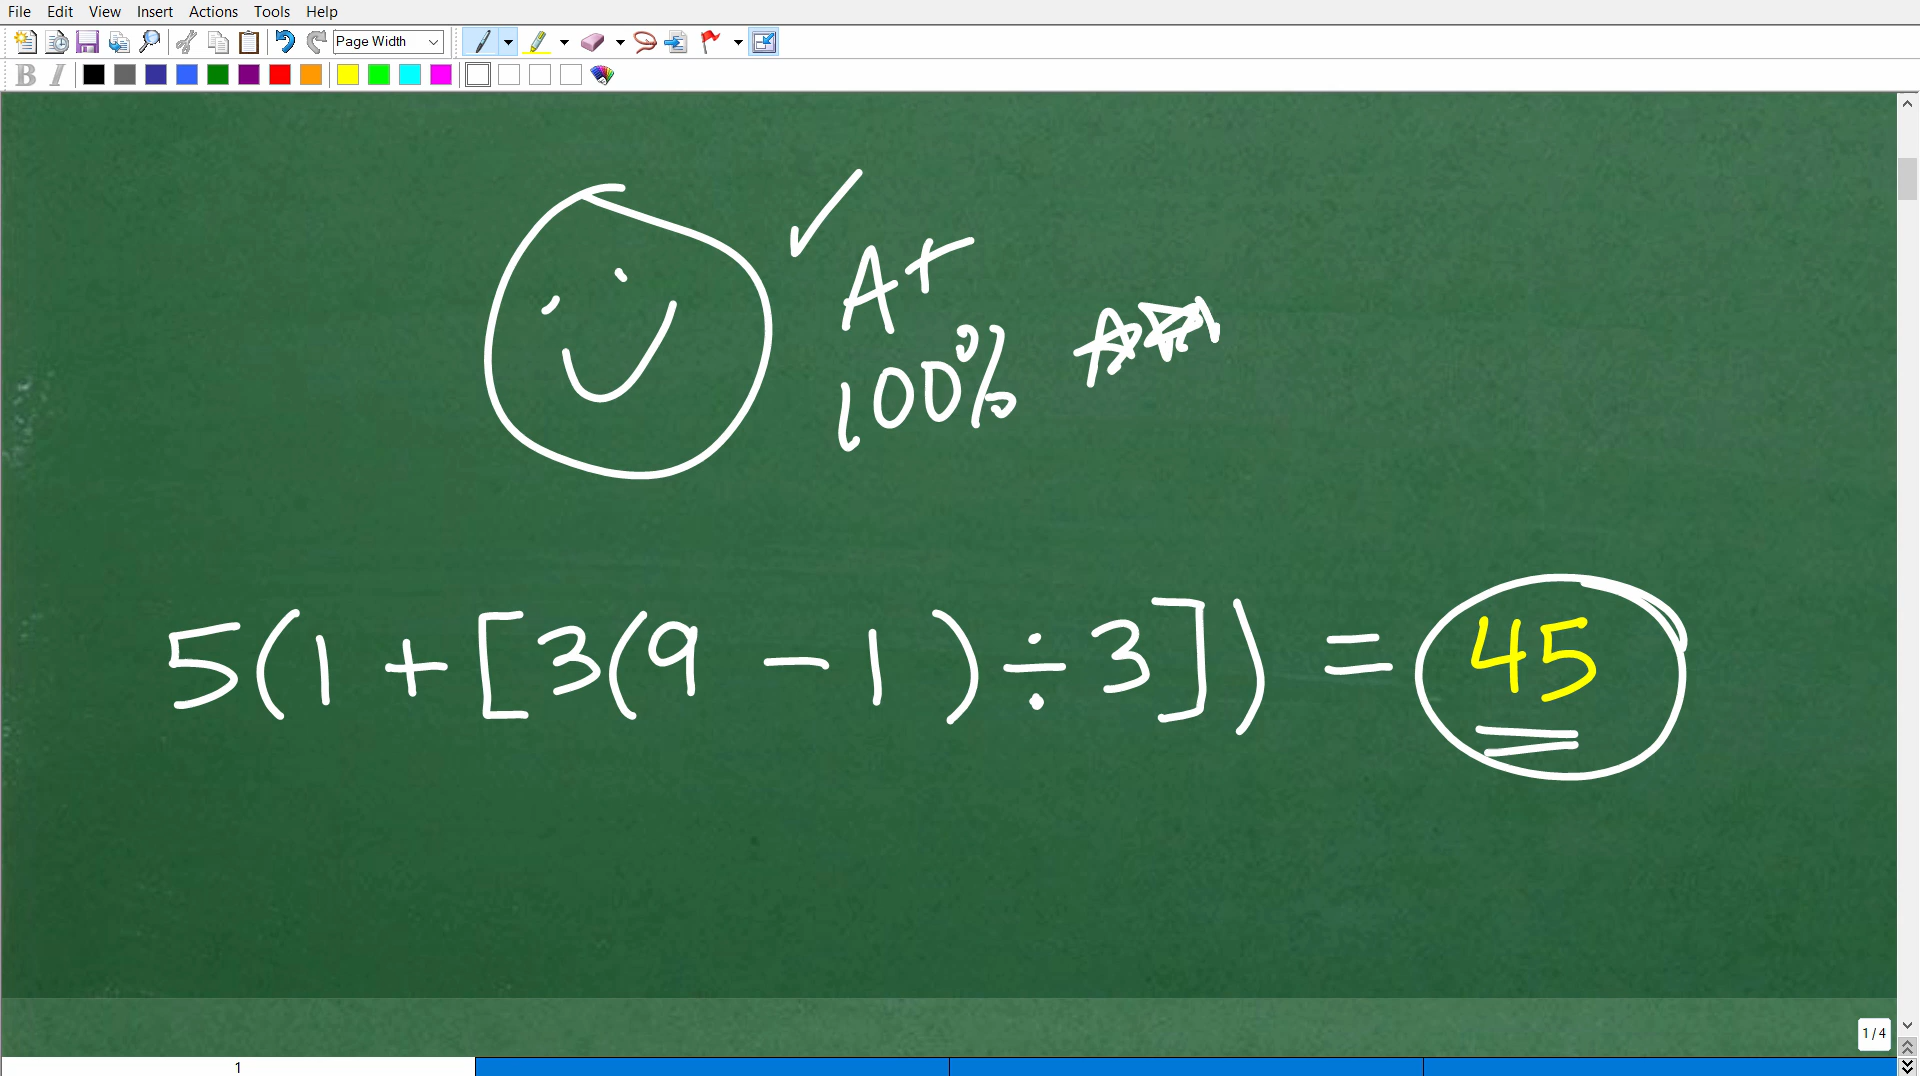 File Edit View Insert Actions Tools Help
Page Width
B I
A+
100%
5(1 + [3(9 - 1) ÷ 3]) = 45
1 / 4
1